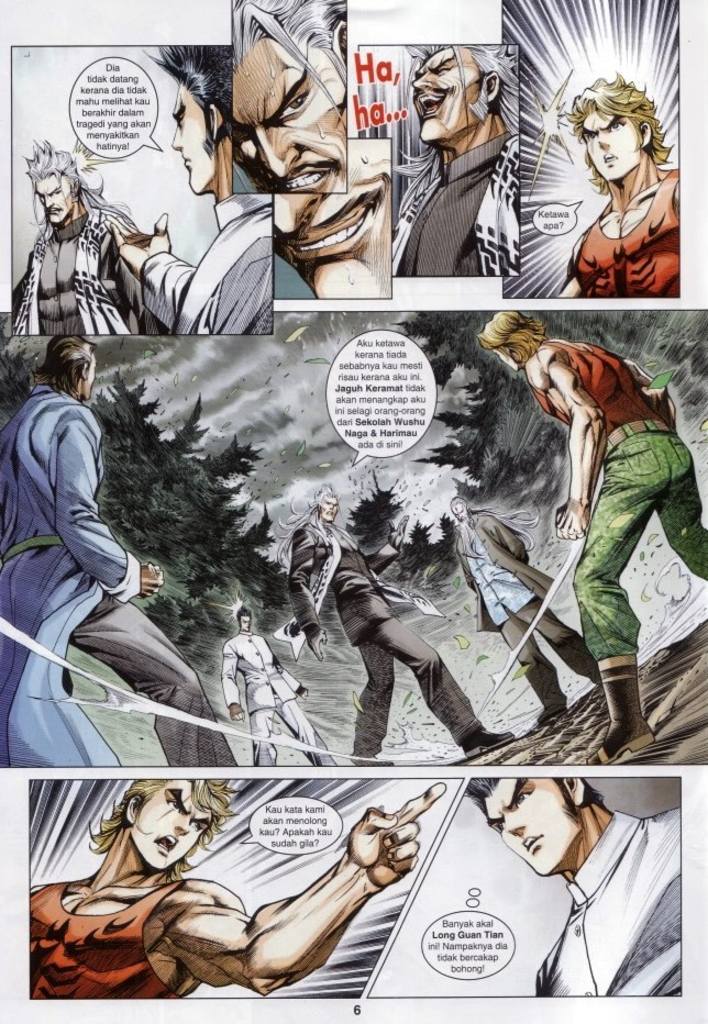 Dia
tidak datang
kerana dia tidak
mahu melihat kau
berakhir dalam
tragedi yang akan
menyakitkan
hatinya!
Ha,
ha...
Ketawa
apa?
Aku ketawa
kerana tiada
sebabnya kau mesti
risau kerana aku ini.
Jaguh Keramat tidak
akan menangkap aku
ini selagi orang-orang
dari Sekolah Wushu
Naga & Harimau
ada di sini!
Kau kata kami
akan menolong
kau? Apakah kau
sudah gila?
Banyak akal
Long Guan Tian
ini! Nampaknya dia
tidak bercakap
bohong!
6